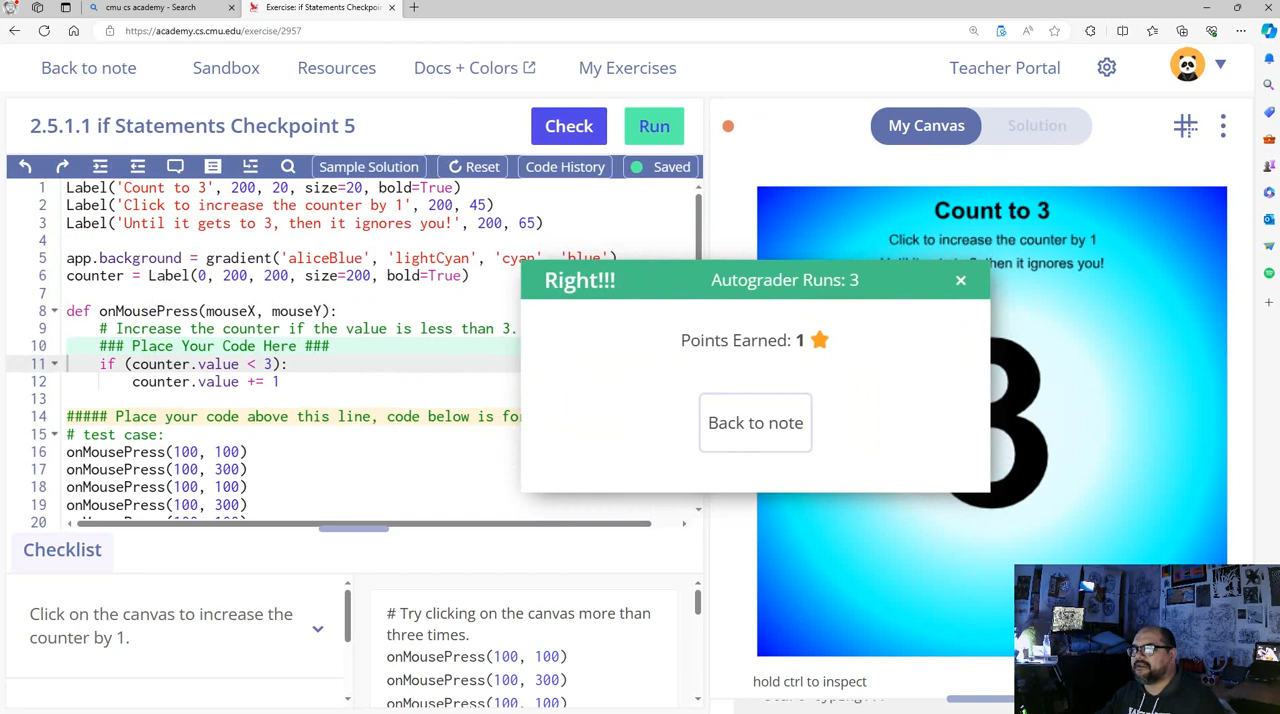 cmu cs academy - Search
Exercise: if Statements Checkpoi
https://academy.cs.cmu.edu/exercise/2957
Back to note
Sandbox
Resources
Docs + Colors
My Exercises
Teacher Portal
2.5.1.1 if Statements Checkpoint 5
Check
Run
My Canvas
Solution
Sample Solution
Reset
Code History
Saved
1 Label('Count to 3', 200, 20, size=20, bold=True)
2 Label('Click to increase the counter by 1', 200, 45)
3 Label('Until it gets to 3, then it ignores you!', 200, 65)
4
5 app.background = gradient('aliceBlue', 'lightCyan', 'cyan', 'blue')
6 counter = Label(0, 200, 200, size=200, bold=True)
7
8 def onMousePress(mouseX, mouseY):
9 # Increase the counter if the value is less than 3.
10 ### Place Your Code Here ###
11 if (counter.value < 3):
12 counter.value += 1
13
14 ##### Place your code above this line, code below is for
15 # test case:
16 onMousePress(100, 100)
17 onMousePress(100, 300)
18 onMousePress(100, 100)
19 onMousePress(100, 300)
20
Right!!!
Autograder Runs: 3
Points Earned: 1
Back to note
Count to 3
Click to increase the counter by 1
then it ignores you!
3
Checklist
Click on the canvas to increase the
counter by 1.
# Try clicking on the canvas more than
three times.
onMousePress(100, 100)
onMousePress(100, 300)
onMousePress(100, 100)
hold ctrl to inspect